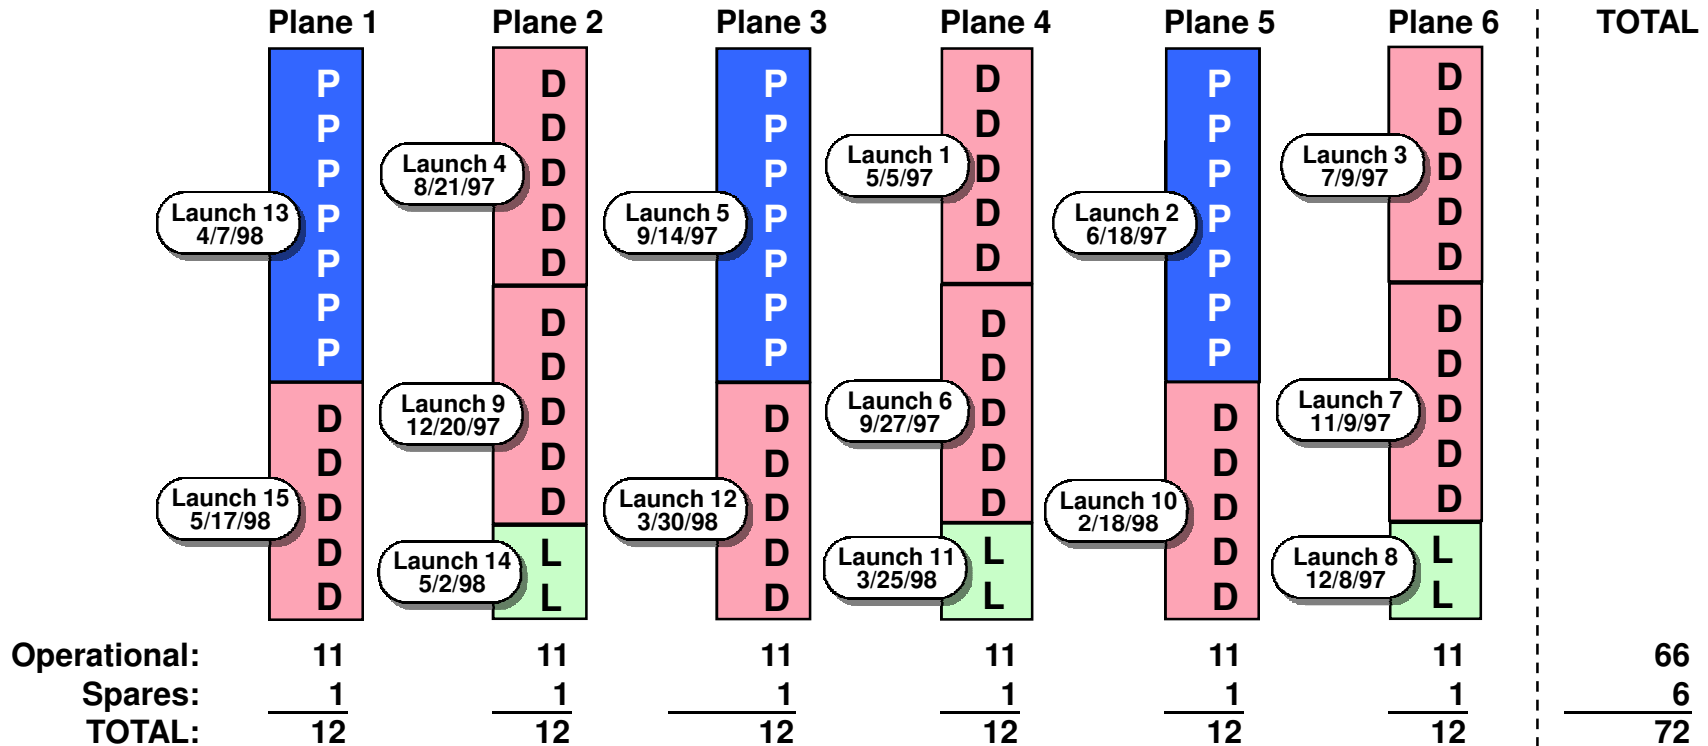 Plane 1 Plane 2 Plane 3 Plane 4 Plane 5 Plane 6 TOTAL
P D P D P D
P D P D P D
P D P D P D
P D P D P D
P D P D P D
P D P D P D
P D P D P D
D D D D D D
D D D D D D
D D D D D D
D L D L D L
D L D L D L
Launch 13
4/7/98
Launch 15
5/17/98
Launch 4
8/21/97
Launch 9
12/20/97
Launch 14
5/2/98
Launch 5
9/14/97
Launch 12
3/30/98
Launch 1
5/5/97
Launch 6
9/27/97
Launch 11
3/25/98
Launch 2
6/18/97
Launch 10
2/18/98
Launch 3
7/9/97
Launch 7
11/9/97
Launch 8
12/8/97
Operational: 11 11 11 11 11 11 66
Spares: 1 1 1 1 1 1 6
TOTAL: 12 12 12 12 12 12 72